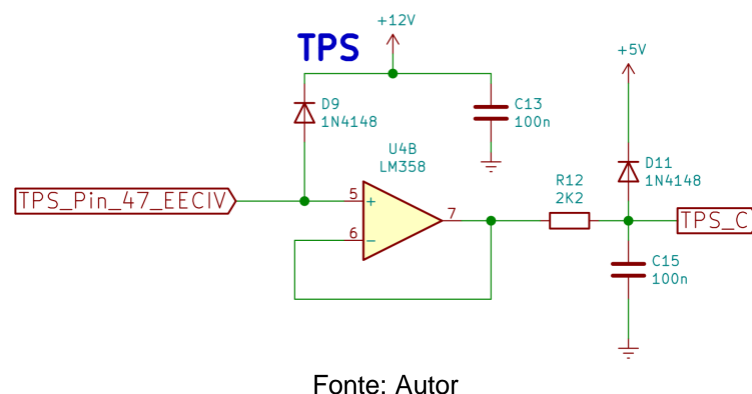 +12V
TPS
+5V
D9
1N4148
C13
100n
U4B
LM358
D11
1N4148
R12
2K2
TPS_Pin_47_EECIV
5
+
7
6
-
TPS_C
C15
100n
Fonte: Autor